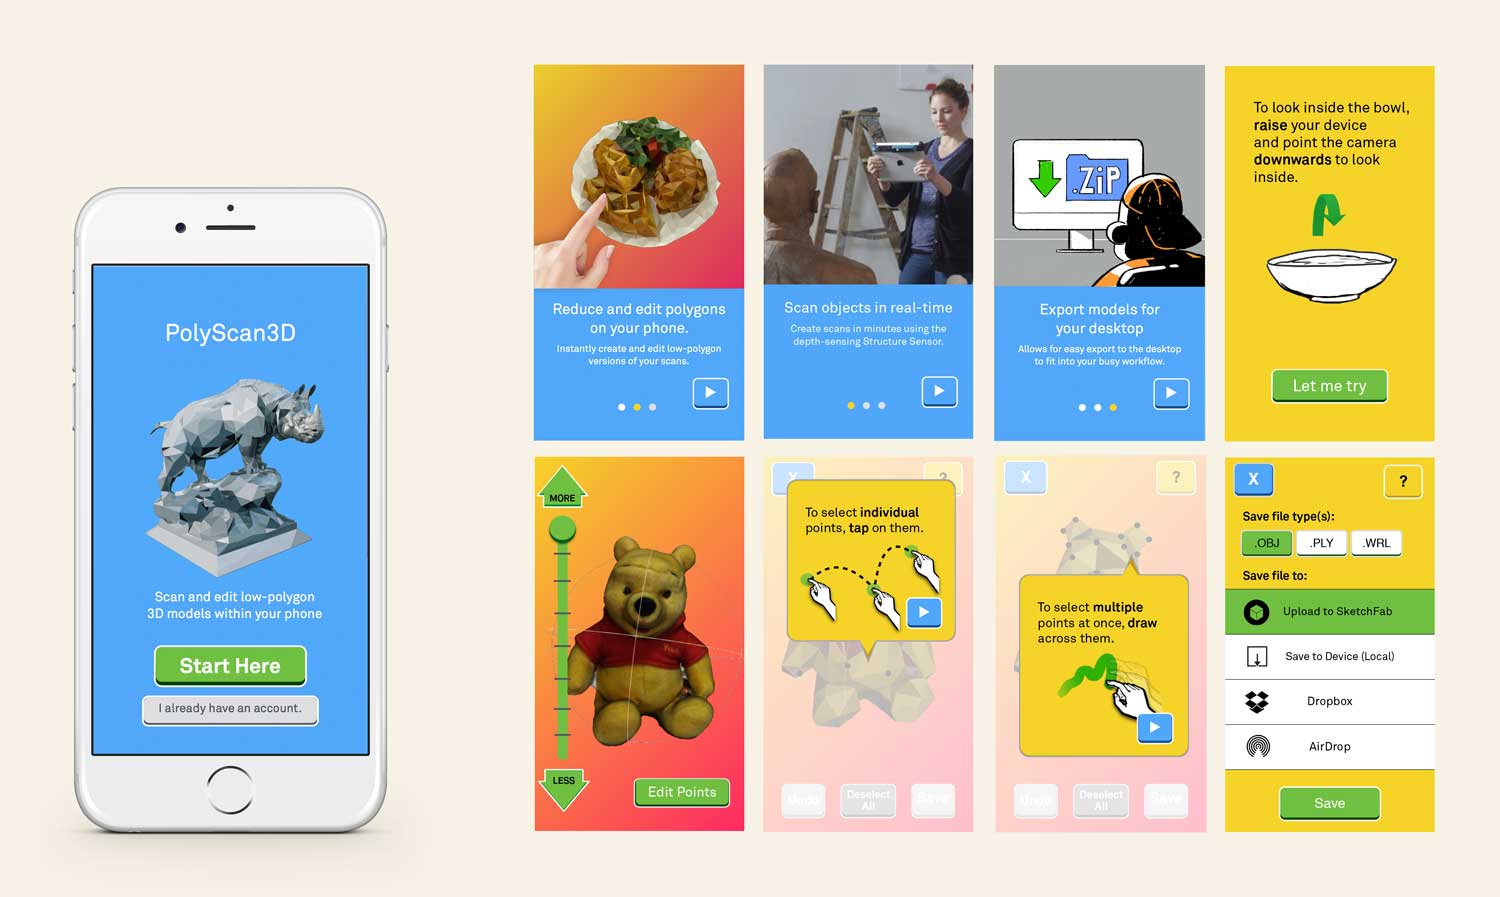 PolyScan3D
Scan and edit low-polygon
3D models within your phone
Start Here
I already have an account.
Reduce and edit polygons
on your phone.
Instantly create and edit low-polygon
versions of your scans.
Scan objects in real-time
Create scans in minutes using the
depth-sensing Structure Sensor.
.ZiP
Export models for
your desktop
Allows for easy export to the desktop
to fit into your busy workflow.
To look inside the bowl,
raise your device
and point the camera
downwards to look
inside.
Let me try
MORE
LESS
Edit Points
X
?
To select individual
points, tap on them.
Undo
Deselect
All
Save
X
?
To select multiple
points at once, draw
across them.
Undo
Deselect
All
Save
X
?
Save file type(s):
.OBJ
.PLY
.WRL
Save file to:
Upload to SketchFab
Save to Device (Local)
Dropbox
AirDrop
Save